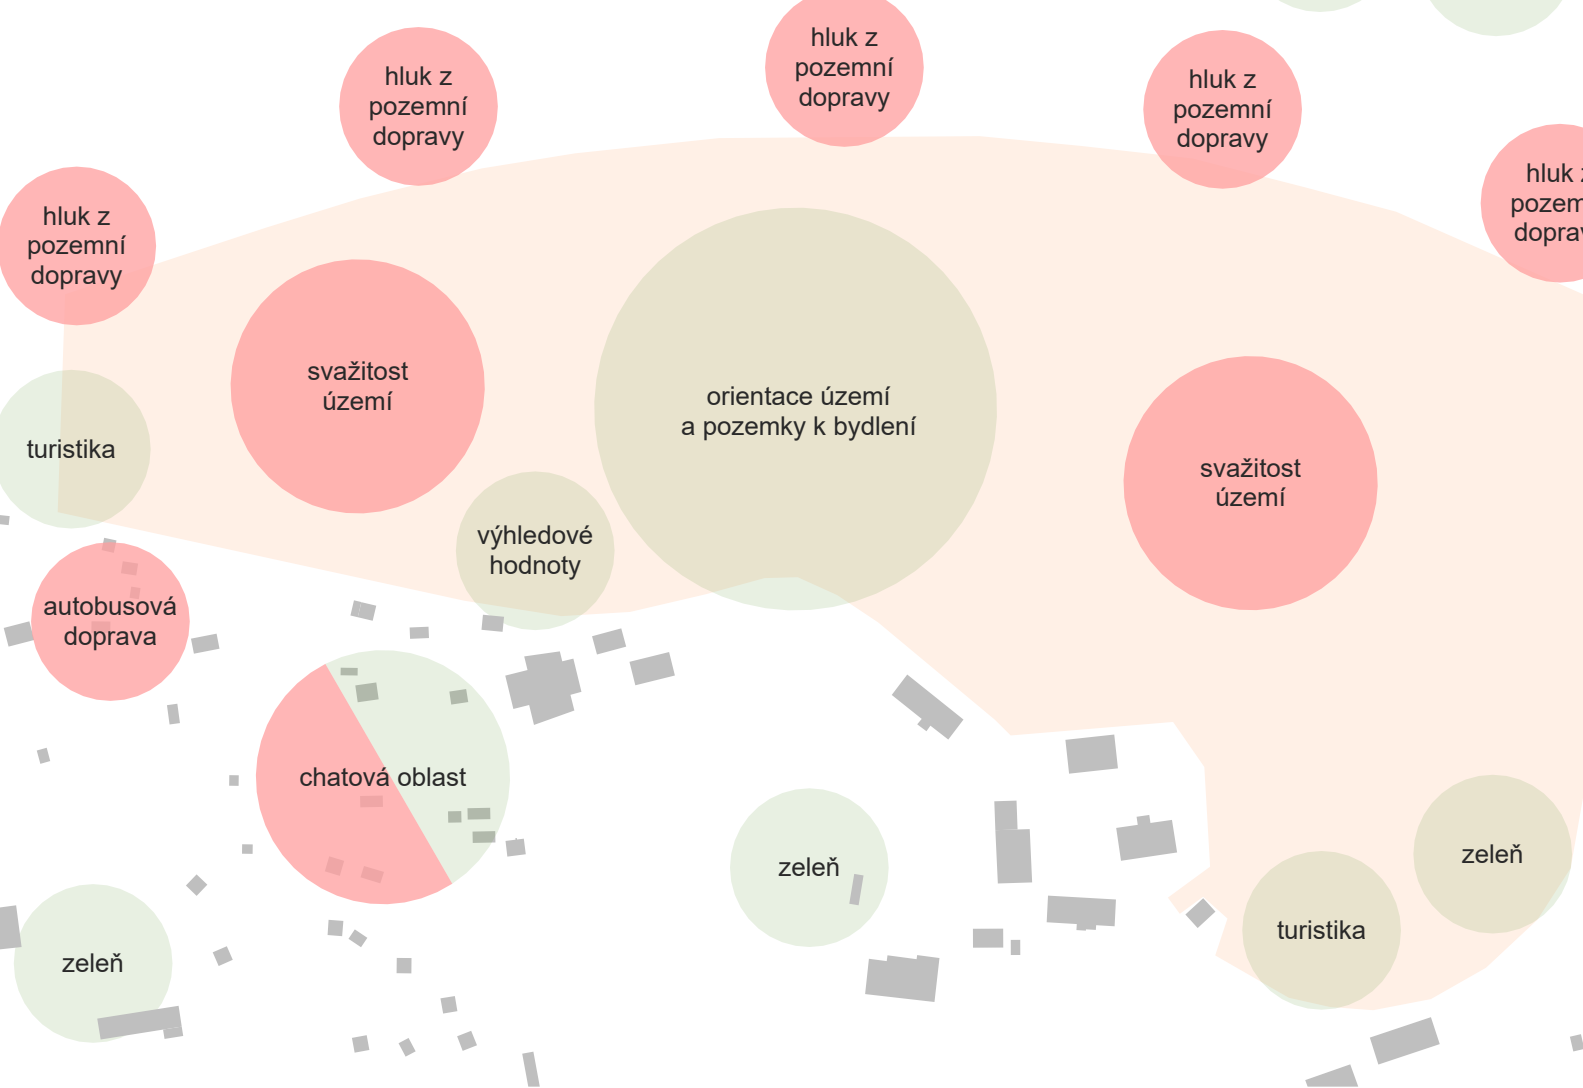 hluk z
pozemní
dopravy
hluk z
pozemní
dopravy
hluk z
pozemní
dopravy
hluk
hluk z
pozemní
dopravy
svažitost
území
orientace území
a pozemky k bydlení
turistika
svažitost
území
výhledové
hodnoty
autobusová
doprava
chatová oblast
zeleň
zeleň
turistika
zeleň